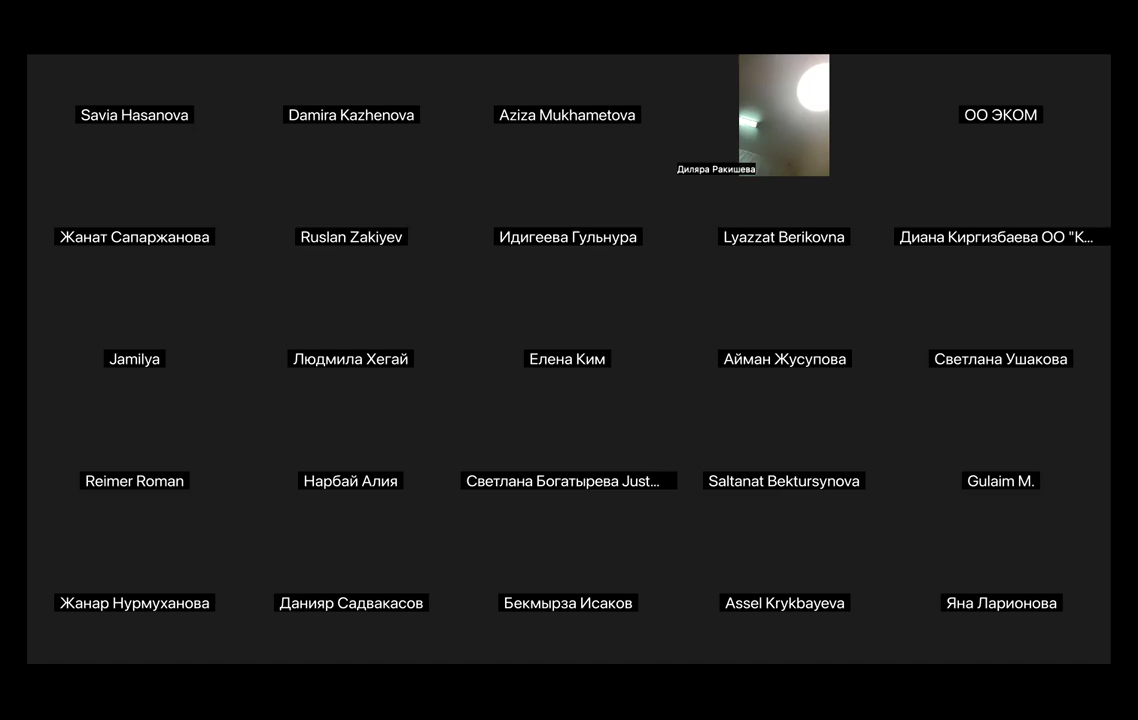 Savia Hasanova
Damira Kazhenova
Aziza Mukhametova
Диляра Ракишева
ОО ЭКОМ
Жанат Сапаржанова
Ruslan Zakiyev
Идигеева Гульнура
Lyazzat Berikovna
Диана Киргизбаева ОО "К...
Jamilya
Людмила Хегай
Елена Ким
Айман Жусупова
Светлана Ушакова
Reimer Roman
Нарбай Алия
Светлана Богатырева Just...
Saltanat Bektursynova
Gulaim M.
Жанар Нурмуханова
Данияр Садвакасов
Бекмырза Исаков
Assel Krykbayeva
Яна Ларионова